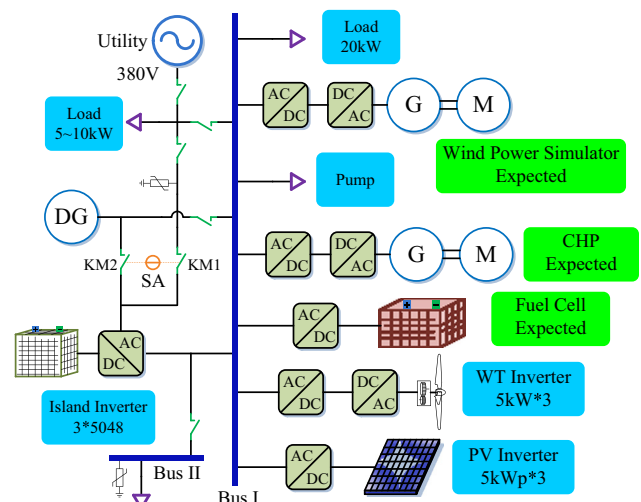 Utility
380V
Load
20kW
AC
DC
DC
AC
G
M
Load
5~10kW
Wind Power Simulator
Expected
Pump
DG
KM2
SA
KM1
AC
DC
DC
AC
G
M
CHP
Expected
AC
DC
Fuel Cell
Expected
AC
DC
Island Inverter
3*5048
AC
DC
DC
AC
WT Inverter
5kW*3
Bus II
Bus I
AC
DC
PV Inverter
5kWp*3